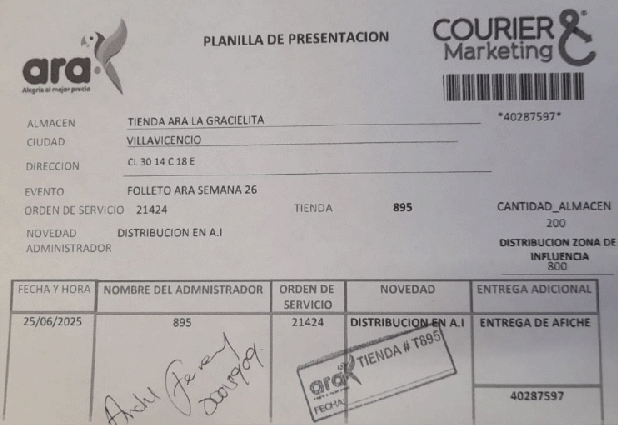 ara
Alegría al mejor precio
PLANILLA DE PRESENTACION
COURIER &
Marketing
*40287597*
ALMACEN TIENDA ARA LA GRACIELITA
CIUDAD VILLAVICENCIO
DIRECCION CL 30 14 C 18 E
EVENTO FOLLETO ARA SEMANA 26
ORDEN DE SERVICIO 21424 TIENDA 895 CANTIDAD_ALMACEN
200
NOVEDAD DISTRIBUCION EN A.I
ADMINISTRADOR
DISTRIBUCION ZONA DE
INFLUENCIA
800
FECHA Y HORA NOMBRE DEL ADMNISTRADOR ORDEN DE SERVICIO NOVEDAD ENTREGA ADICIONAL
25/06/2025 895 21424 DISTRIBUCION EN A.I ENTREGA DE AFICHE
ara TIENDA # T895
FECHA
40287597